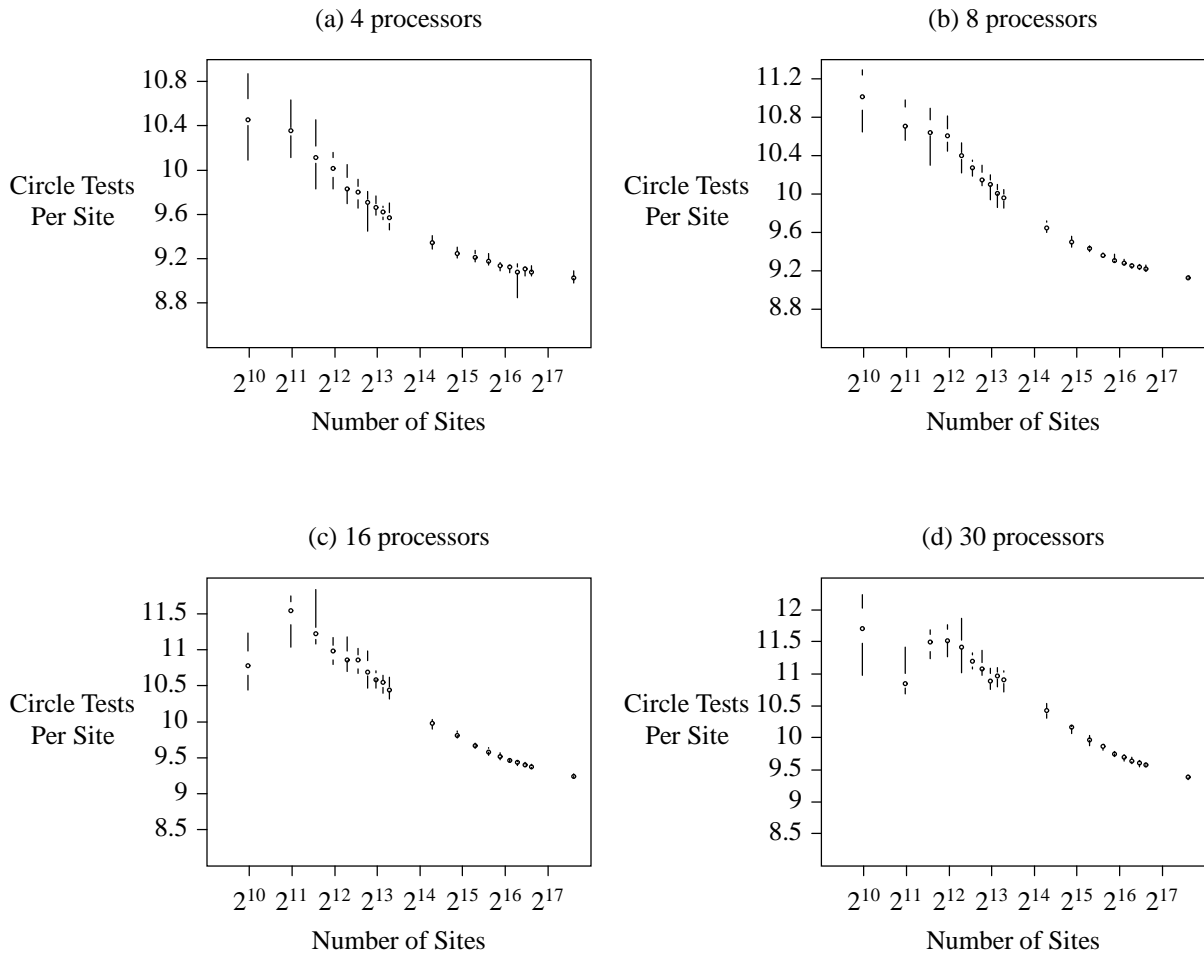 (a) 4 processors
10.8
10.4
10
9.6
9.2
8.8
Circle Tests
Per Site
2^10 2^11 2^12 2^13 2^14 2^15 2^16 2^17
Number of Sites
(b) 8 processors
11.2
10.8
10.4
10
9.6
9.2
8.8
Circle Tests
Per Site
2^10 2^11 2^12 2^13 2^14 2^15 2^16 2^17
Number of Sites
(c) 16 processors
11.5
11
10.5
10
9.5
9
8.5
Circle Tests
Per Site
2^10 2^11 2^12 2^13 2^14 2^15 2^16 2^17
Number of Sites
(d) 30 processors
12
11.5
11
10.5
10
9.5
9
8.5
Circle Tests
Per Site
2^10 2^11 2^12 2^13 2^14 2^15 2^16 2^17
Number of Sites